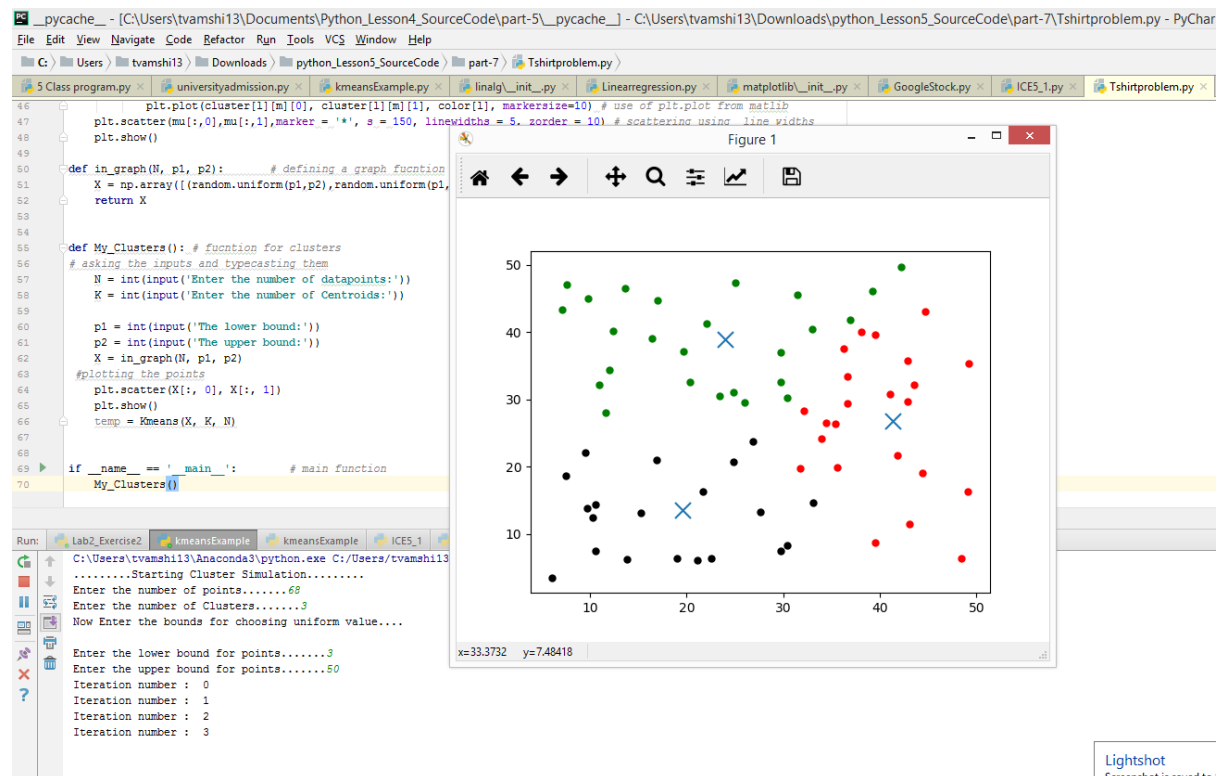 PC __pycache__ - [C:\Users\tvamshi13\Documents\Python_Lesson4_SourceCode\part-5\__pycache__] - C:\Users\tvamshi13\Downloads\python_Lesson5_SourceCode\part-7\Tshirtproblem.py - PyChar
File Edit View Navigate Code Refactor Run Tools VCS Window Help
C: Users tvamshi13 Downloads python_Lesson5_SourceCode part-7 Tshirtproblem.py
5 Class program.py universityadmission.py kmeansExample.py linalg\__init__.py Linearregression.py matplotlib\__init__.py GoogleStock.py ICE5_1.py Tshirtproblem.py
46 plt.plot(cluster[l][m][0], cluster[l][m][1], color[l], markersize=10) # use of plt.plot from matlib
47 plt.scatter(mu[:,0],mu[:,1],marker = '*', s = 150, linewidths = 5, zorder = 10) # scattering using line widths
48 plt.show()
49
50 def in_graph(N, p1, p2): # defining a graph fucntion
51 X = np.array([(random.uniform(p1,p2),random.uniform(p1,
52 return X
53
54
55 def My_Clusters(): # fucntion for clusters
56 # asking the inputs and typecasting them
57 N = int(input('Enter the number of datapoints:'))
58 K = int(input('Enter the number of Centroids:'))
59
60 p1 = int(input('The lower bound:'))
61 p2 = int(input('The upper bound:'))
62 X = in_graph(N, p1, p2)
63 #plotting the points
64 plt.scatter(X[:, 0], X[:, 1])
65 plt.show()
66 temp = Kmeans(X, K, N)
67
68
69 if __name__ == '__main__': # main function
70 My_Clusters()
Figure 1
50
40
30
20
10
10 20 30 40 50
x=33.3732 y=7.48418
Run: Lab2_Exercise2 kmeansExample kmeansExample ICE5_1
C:\Users\tvamshi13\Anaconda3\python.exe C:/Users/tvamshi13
.........Starting Cluster Simulation.........
Enter the number of points.......68
Enter the number of Clusters.......3
Now Enter the bounds for choosing uniform value....
Enter the lower bound for points.......3
Enter the upper bound for points.......50
Iteration number : 0
Iteration number : 1
Iteration number : 2
Iteration number : 3
Lightshot